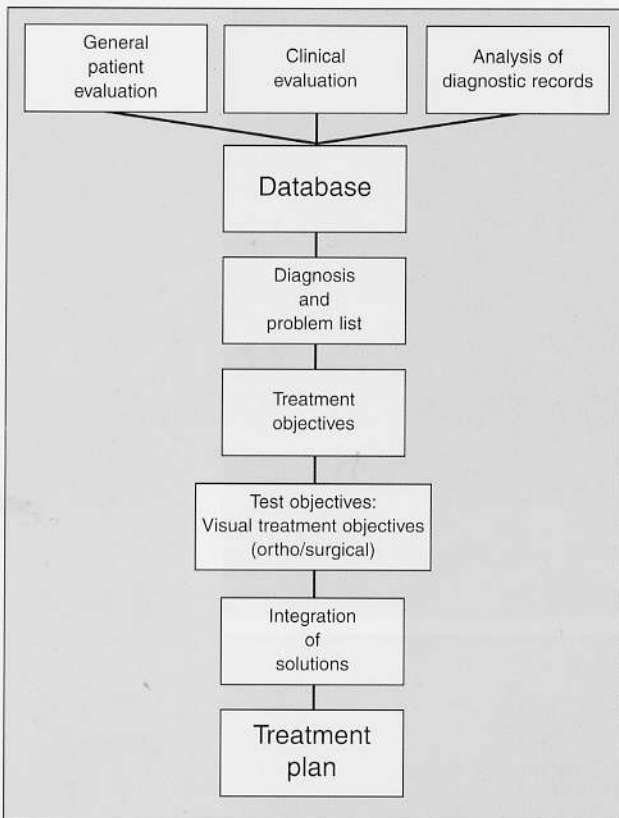 General
patient
evaluation
Clinical
evaluation
Analysis of
diagnostic records
Database
Diagnosis
and
problem list
Treatment
objectives
Test objectives:
Visual treatment objectives
(ortho/surgical)
Integration
of
solutions
Treatment
plan